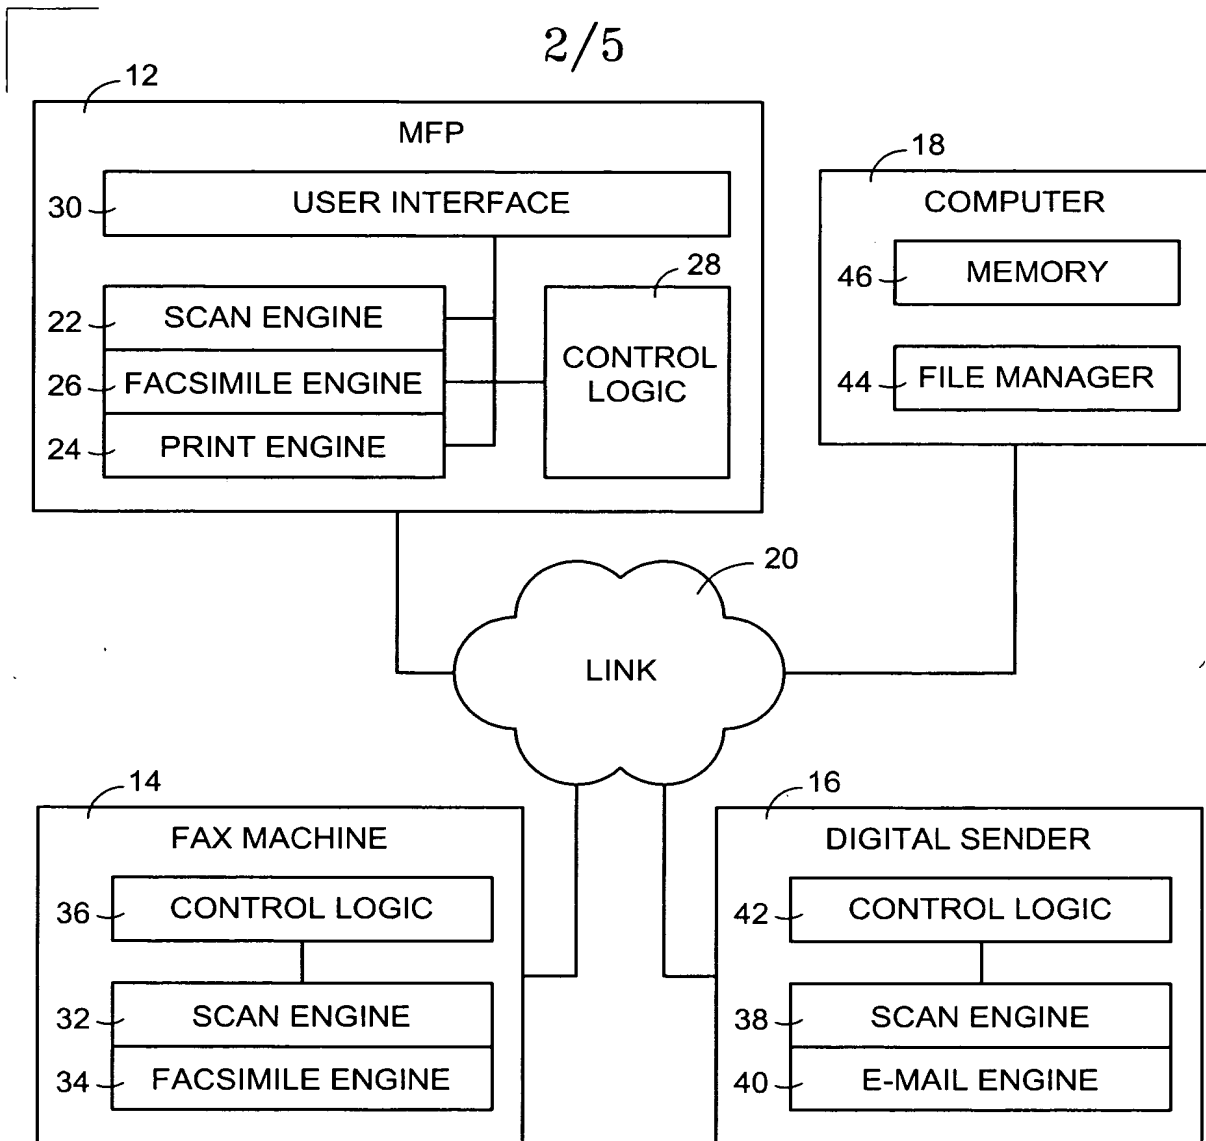 2/5
12
MFP
30 USER INTERFACE
28
22 SCAN ENGINE
26 FACSIMILE ENGINE
24 PRINT ENGINE
CONTROL LOGIC
18
COMPUTER
46 MEMORY
44 FILE MANAGER
20
LINK
14
FAX MACHINE
36 CONTROL LOGIC
32 SCAN ENGINE
34 FACSIMILE ENGINE
16
DIGITAL SENDER
42 CONTROL LOGIC
38 SCAN ENGINE
40 E-MAIL ENGINE